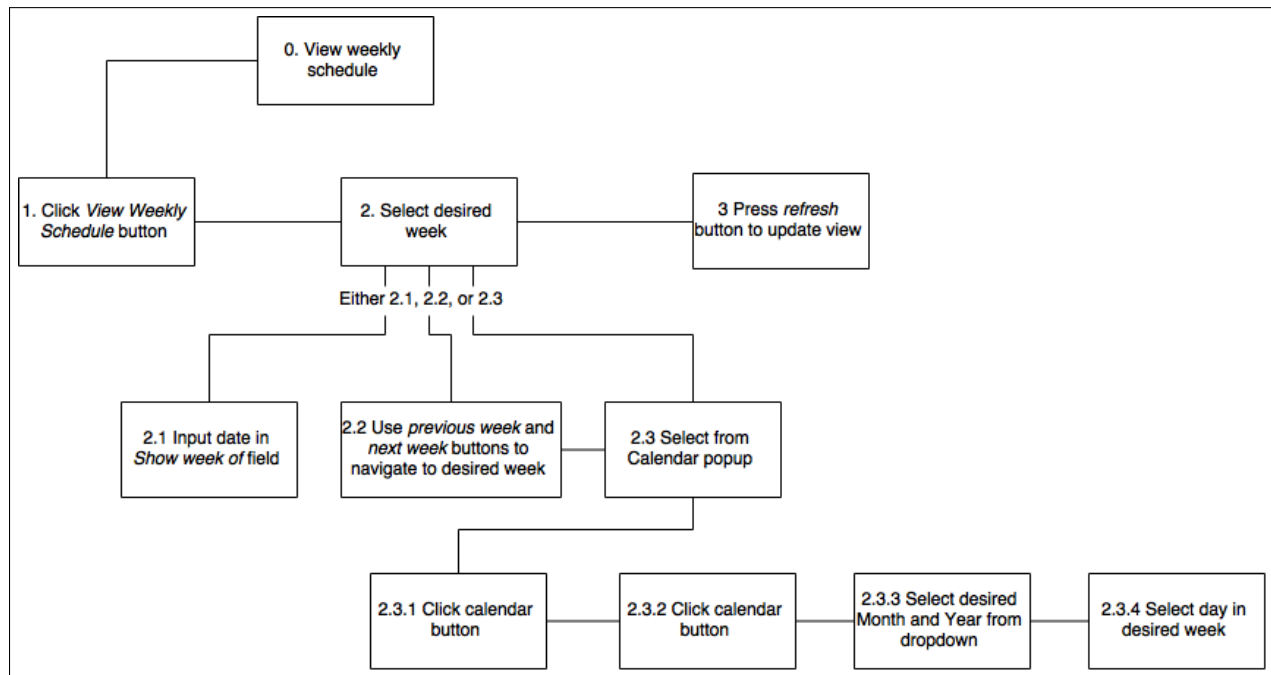 0. View weekly
schedule
1. Click View Weekly
Schedule button
2. Select desired
week
3 Press refresh
button to update view
Either 2.1, 2.2, or 2.3
2.1 Input date in
Show week of field
2.2 Use previous week and
next week buttons to
navigate to desired week
2.3 Select from
Calendar popup
2.3.1 Click calendar
button
2.3.2 Click calendar
button
2.3.3 Select desired
Month and Year from
dropdown
2.3.4 Select day in
desired week